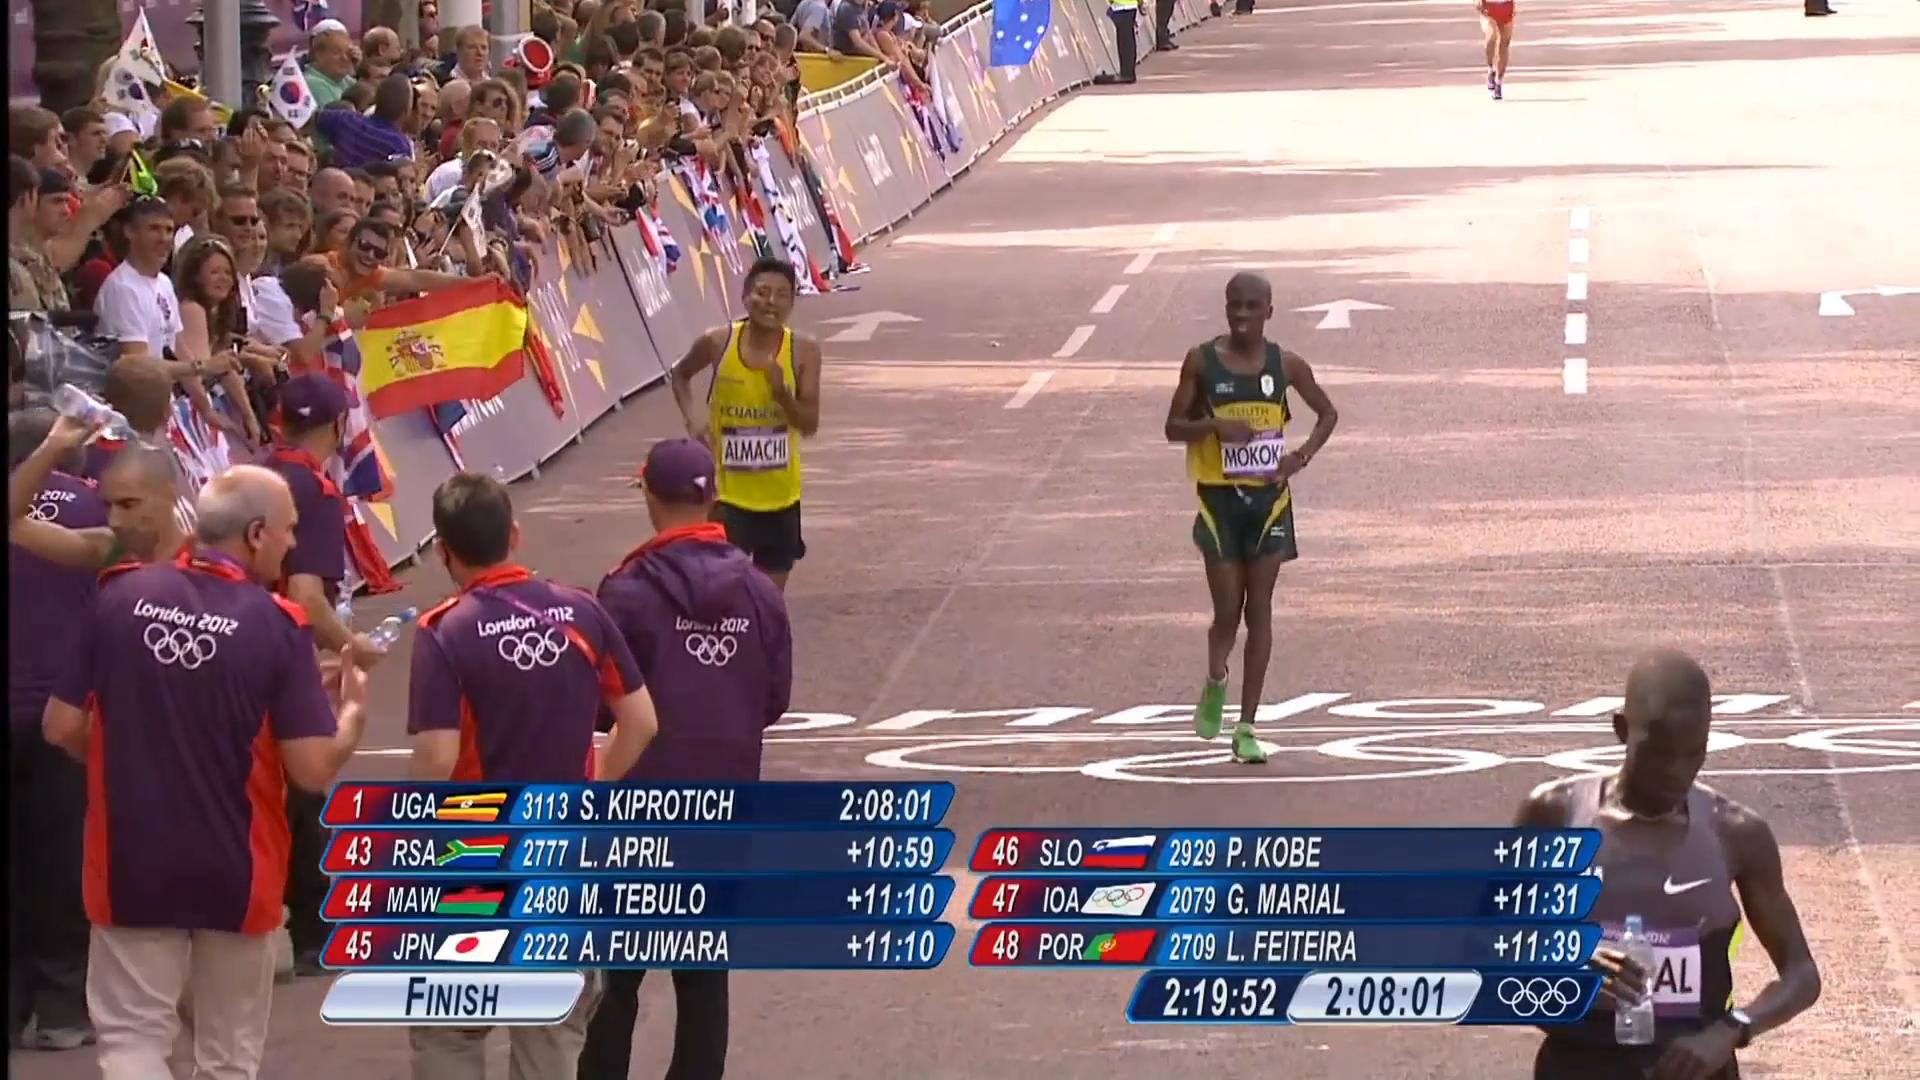 ECUADOR
ALMACHI
SOUTH
MOKOK
2012
London 2012
London 2012
London 2012
London
1 UGA 3113 S. KIPROTICH 2:08:01
43 RSA 2777 L. APRIL +10:59
44 MAW 2480 M. TEBULO +11:10
45 JPN 2222 A. FUJIWARA +11:10
46 SLO 2929 P. KOBE +11:27
47 IOA 2079 G. MARIAL +11:31
48 POR 2709 L. FEITEIRA +11:39
FINISH
2:19:52 2:08:01
AL